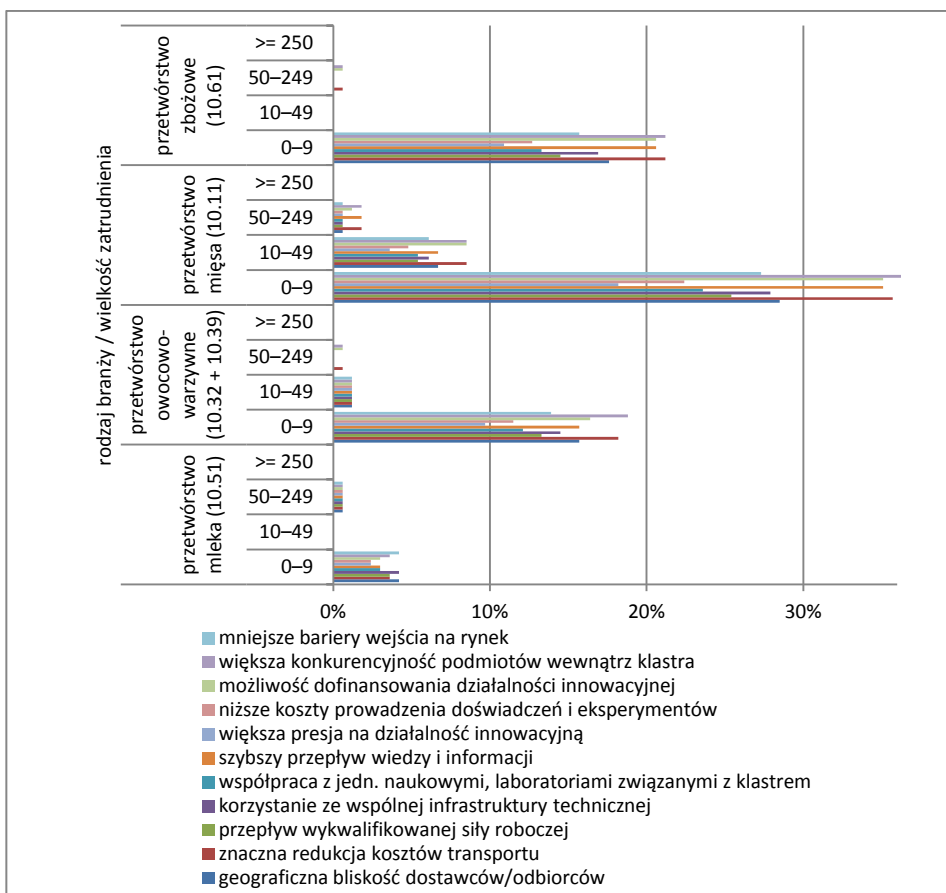 rodzaj branży / wielkość zatrudnienia
przetwórstwo
zbożowe
(10.61)
>= 250
50–249
10–49
0–9
przetwórstwo
mięsa (10.11)
>= 250
50–249
10–49
0–9
przetwórstwo
owocowo-
warzywne
(10.32 + 10.39)
>= 250
50–249
10–49
0–9
przetwórstwo
mleka (10.51)
>= 250
50–249
10–49
0–9
0% 10% 20% 30%
mniejsze bariery wejścia na rynek
większa konkurencyjność podmiotów wewnątrz klastra
możliwość dofinansowania działalności innowacyjnej
niższe koszty prowadzenia doświadczeń i eksperymentów
większa presja na działalność innowacyjną
szybszy przepływ wiedzy i informacji
współpraca z jedn. naukowymi, laboratoriami związanymi z klastrem
korzystanie ze wspólnej infrastruktury technicznej
przepływ wykwalifikowanej siły roboczej
znaczna redukcja kosztów transportu
geograficzna bliskość dostawców/odbiorców